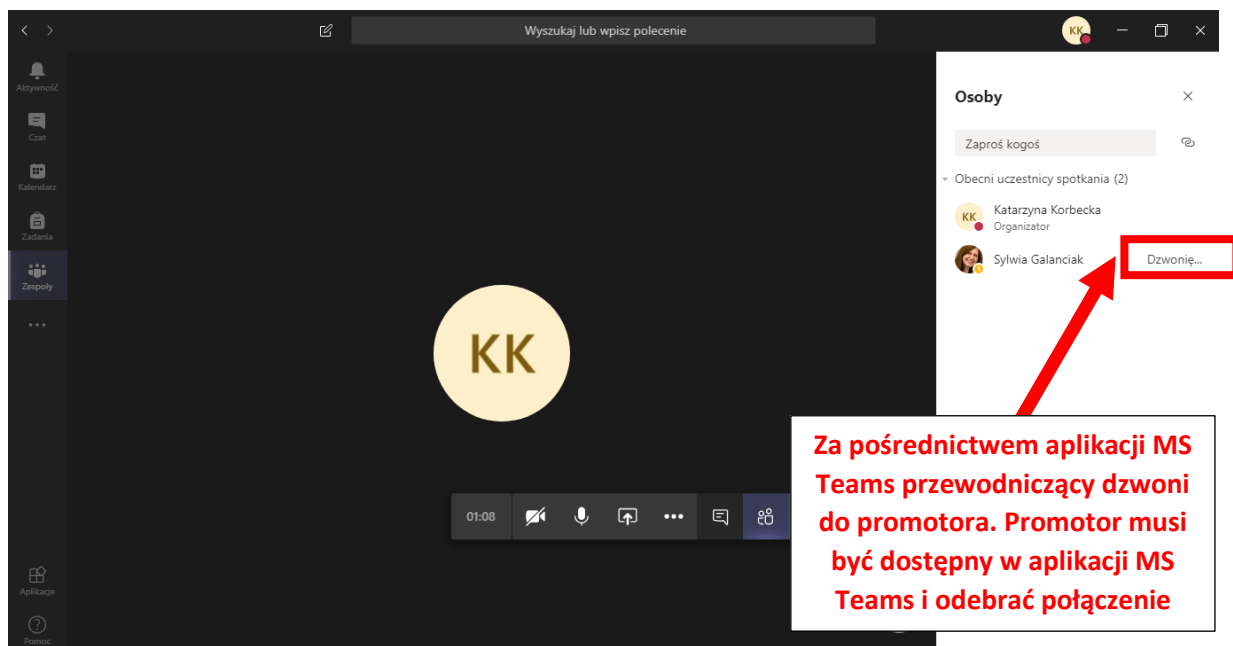 Wyszukaj lub wpisz polecenie
KK
Aktywność
Czat
Kalendarz
Zadania
Zespoły
Aplikacje
Pomoc
KK
01:08
Osoby
Zaproś kogoś
Obecni uczestnicy spotkania (2)
KK
Katarzyna Korbecka
Organizator
Sylwia Galanciak
Dzwonię...
Za pośrednictwem aplikacji MS
Teams przewodniczący dzwoni
do promotora. Promotor musi
być dostępny w aplikacji MS
Teams i odebrać połączenie